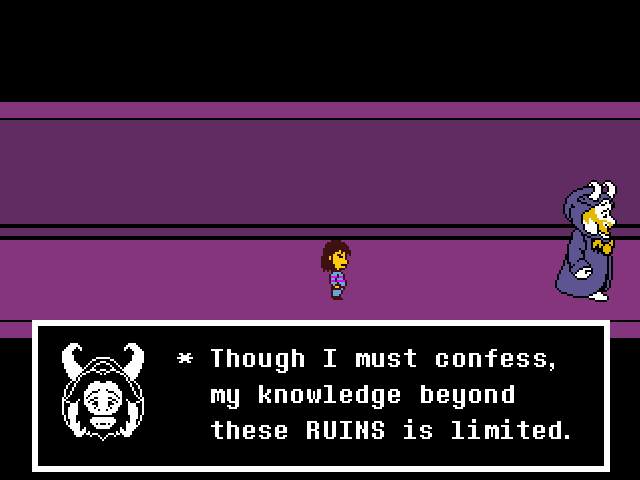 * Though I must confess,
my knowledge beyond
these RUINS is limited.